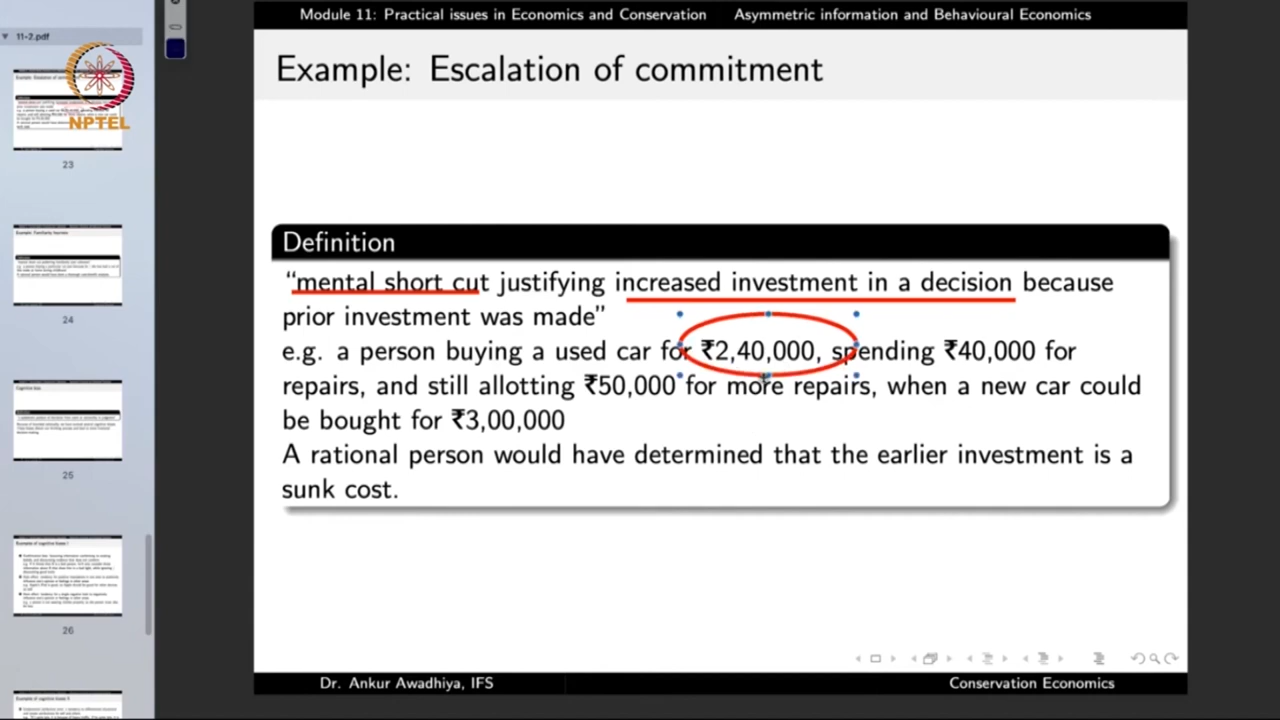 Module 11: Practical issues in Economics and Conservation Asymmetric information and Behavioural Economics
11-2.pdf
NPTEL
Example: Escalation of commitment
Definition
“mental short cut justifying increased investment in a decision because
prior investment was made”
e.g. a person buying a used car for ₹2,40,000, spending ₹40,000 for
repairs, and still allotting ₹50,000 for more repairs, when a new car could
be bought for ₹3,00,000
A rational person would have determined that the earlier investment is a
sunk cost.
23
24
25
26
Dr. Ankur Awadhiya, IFS Conservation Economics